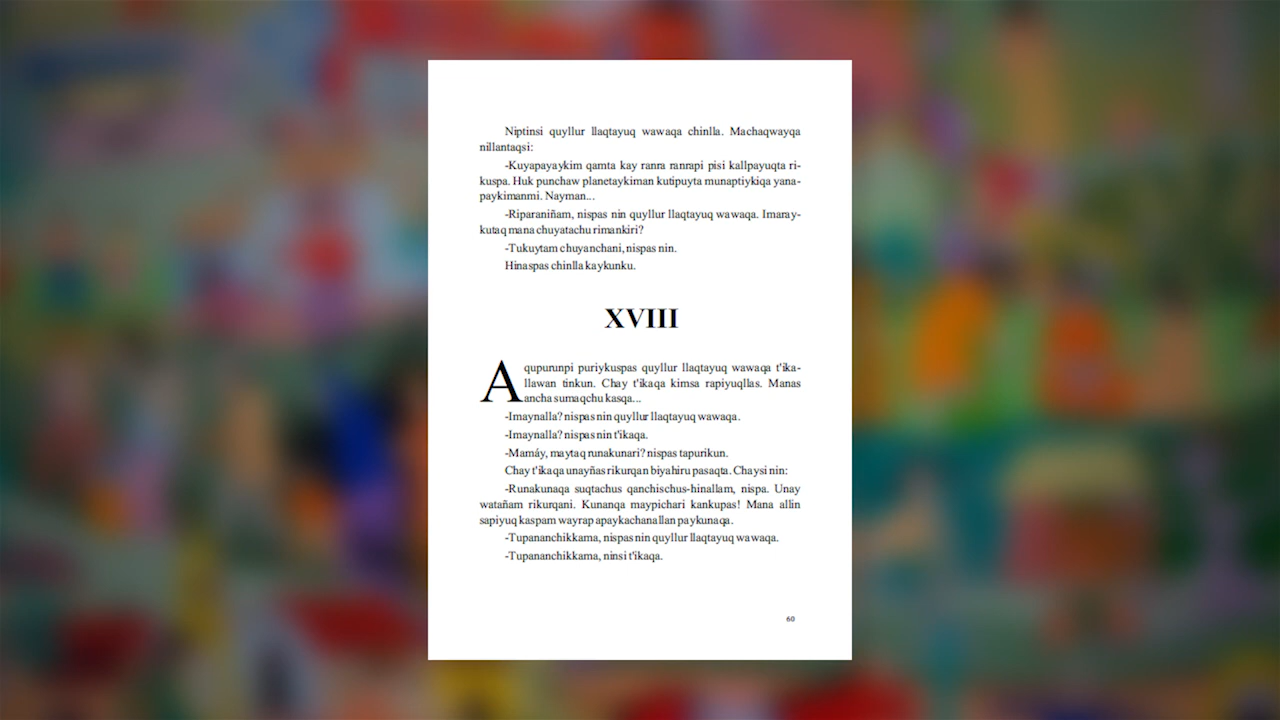 Niptinsi quyllur llaqtayuq wawaqa chinlla. Machaqwayqa
nillantaqsi:
-Kuyapayaykim qamta kay ranra ranrapi pisi kallpayuqta ri-
kuspa. Huk punchaw planetaykiman kutipuyta munaptiykiqa yana-
paykimanmi. Nayman...
-Riparaniñam, nispas nin quyllur llaqtayuq wawaqa. Imaray-
kutaq mana chuyatachu rimankiri?
-Tukuytam chuyanchani, nispas nin.
Hinaspas chinlla kaykunku.
XVIII
Aqupurunpi puriykuspas quyllur llaqtayuq wawaqa t'ika-
llawan tinkun. Chay t'ikaqa kimsa rapiyuqllas. Manas
ancha sumaqchu kasqa...
-Imaynalla? nispas nin quyllur llaqtayuq wawaqa.
-Imaynalla? nispas nin t'ikaqa.
-Mamáy, maytaq runakunari? nispas tapurikun.
Chay t'ikaqa unayñas rikurqan biyahiru pasaqta. Chaysi nin:
-Runakunaqa suqtachus qanchischus-hinallam, nispa. Unay
watañam rikurqani. Kunanqa maypichari kankupas! Mana allin
sapiyuq kaspam wayrap apaykachanallan paykunaqa.
-Tupananchikkama, nispas nin quyllur llaqtayuq wawaqa.
-Tupananchikkama, ninsi t'ikaqa.
60